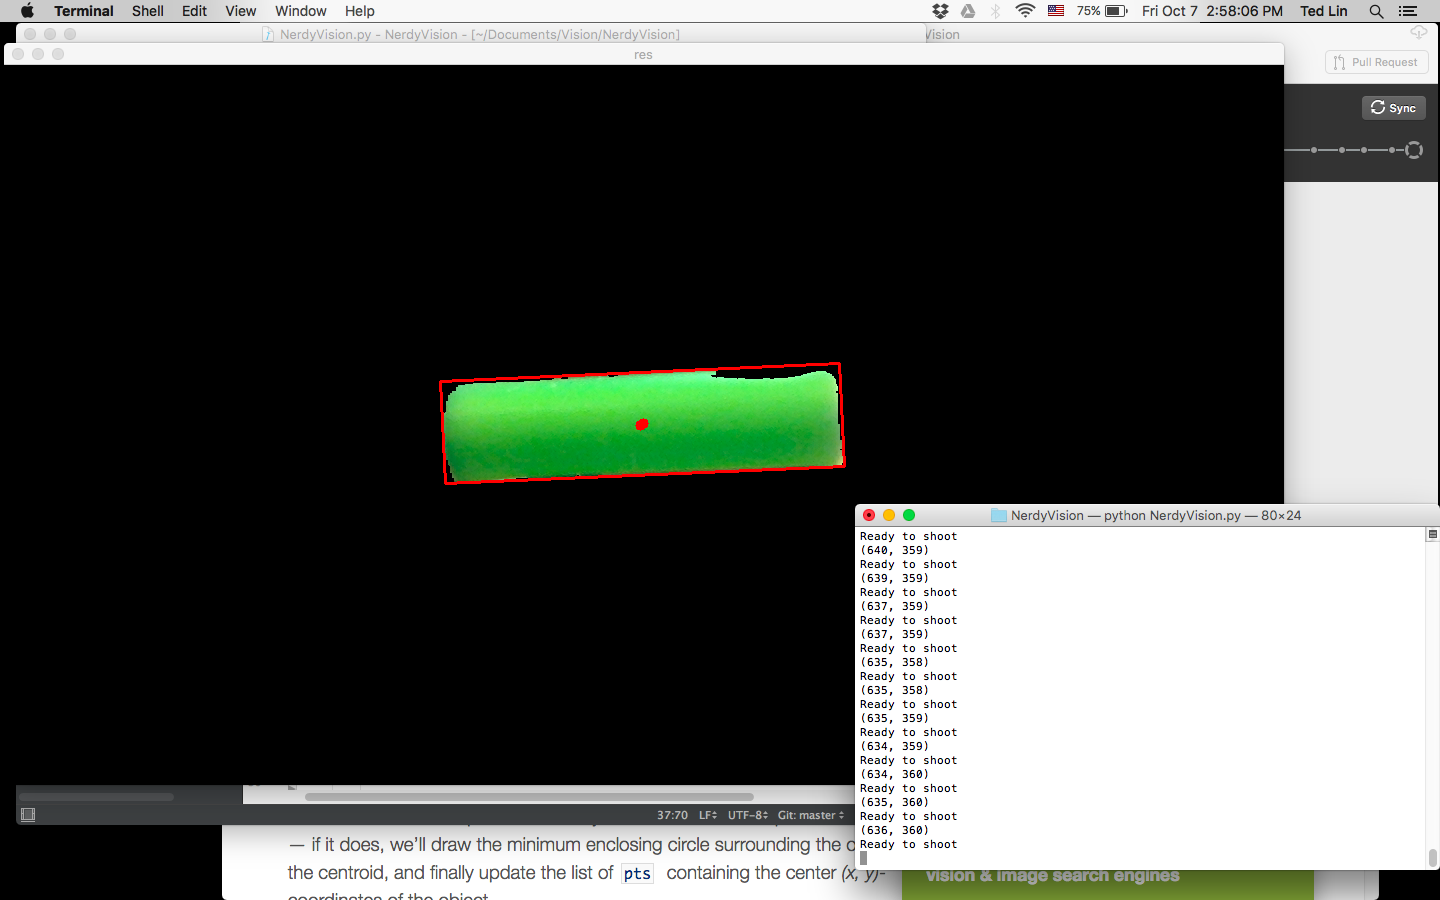 Terminal Shell Edit View Window Help 75% Fri Oct 7 2:58:06 PM Ted Lin
NerdyVision.py - NerdyVision - [~/Documents/Vision/NerdyVision]
Vision
res
Pull Request
Sync
NerdyVision — python NerdyVision.py — 80×24
Ready to shoot
(640, 359)
Ready to shoot
(639, 359)
Ready to shoot
(637, 359)
Ready to shoot
(637, 359)
Ready to shoot
(635, 358)
Ready to shoot
(635, 358)
Ready to shoot
(635, 359)
Ready to shoot
(634, 359)
Ready to shoot
(634, 360)
Ready to shoot
(635, 360)
Ready to shoot
(636, 360)
Ready to shoot
37:70 LF UTF-8 Git: master
— if it does, we'll draw the minimum enclosing circle surrounding the
the centroid, and finally update the list of pts containing the center (x, y)-
coordinates of the object
vision & image search engines